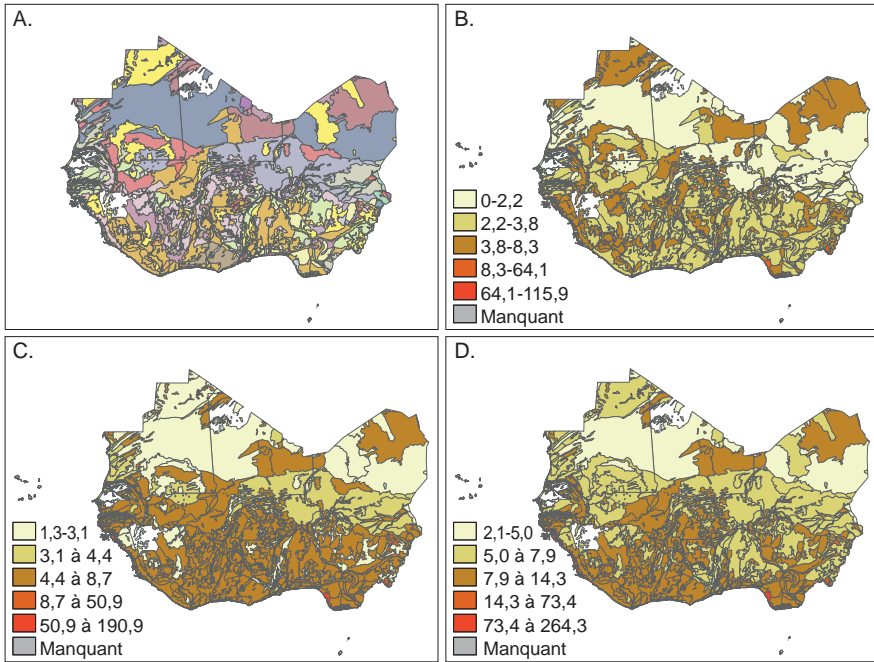 A.
B.
0-2,2
2,2-3,8
3,8-8,3
8,3-64,1
64,1-115,9
Manquant
C.
1,3-3,1
3,1 à 4,4
4,4 à 8,7
8,7 à 50,9
50,9 à 190,9
Manquant
D.
2,1-5,0
5,0 à 7,9
7,9 à 14,3
14,3 à 73,4
73,4 à 264,3
Manquant